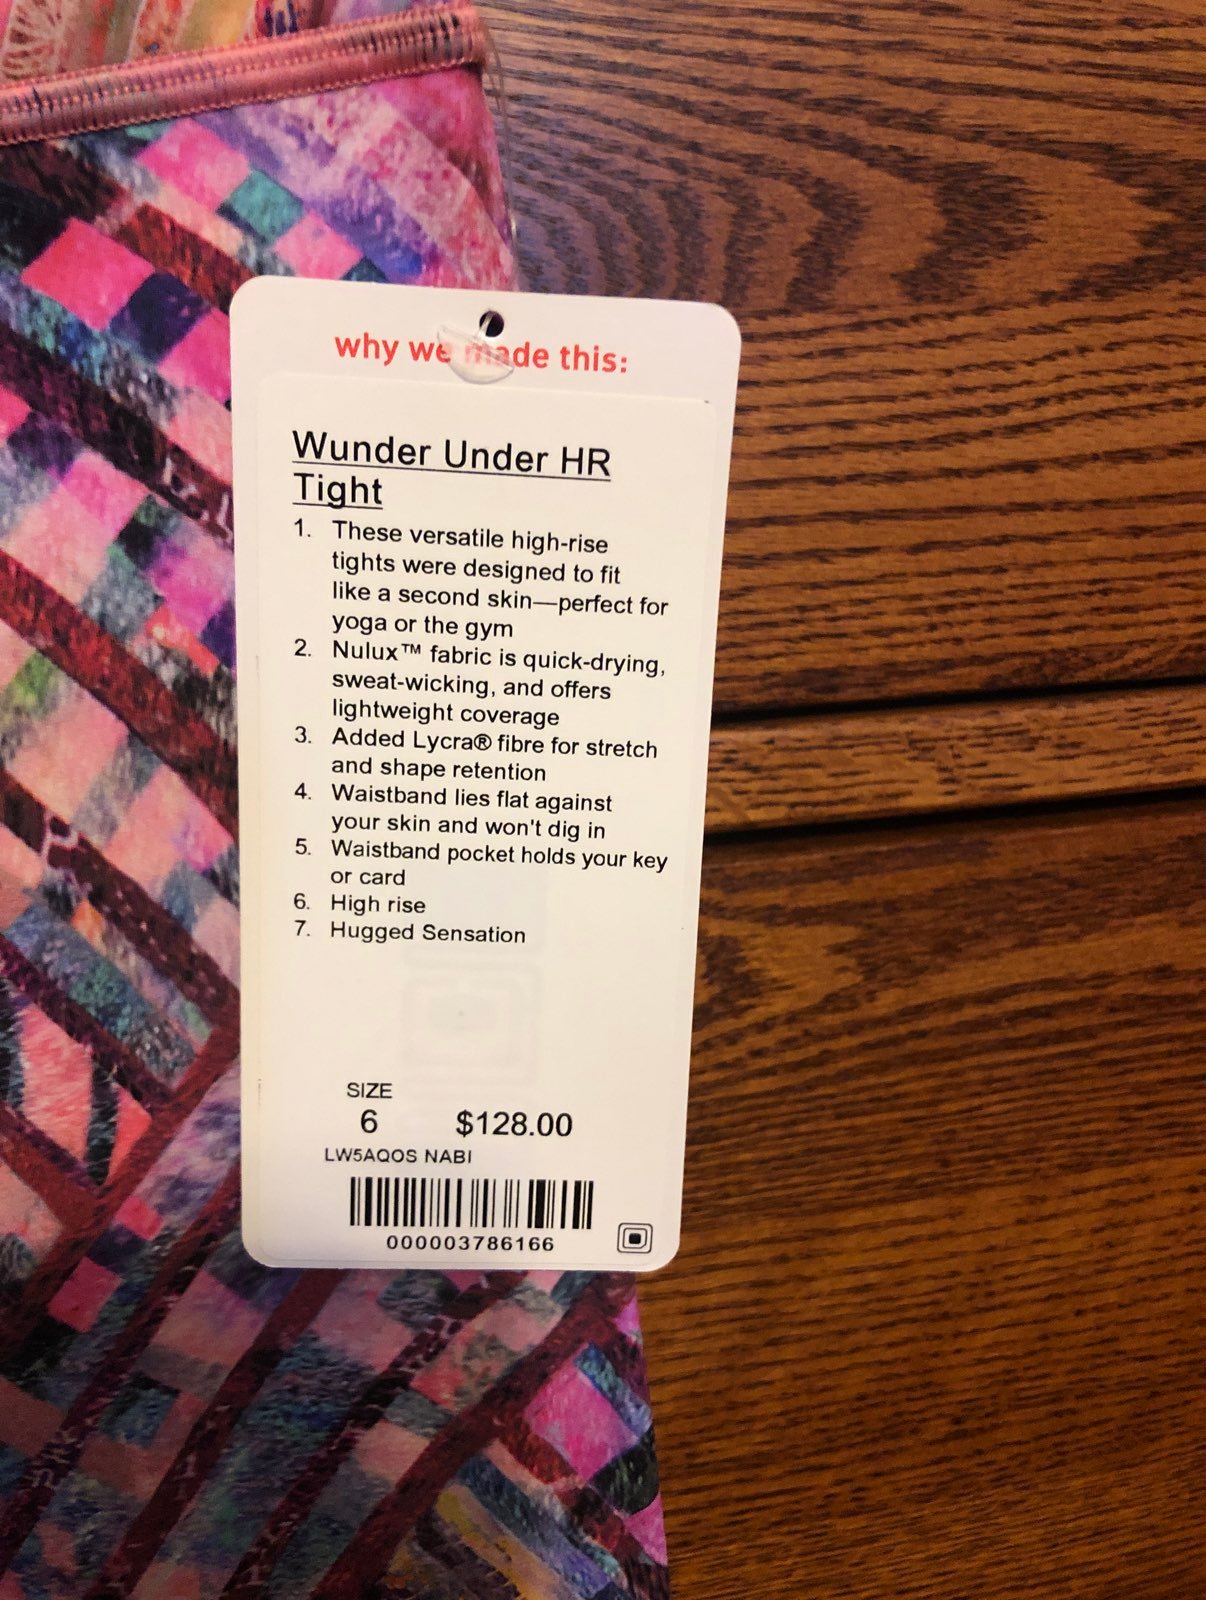 why we made this:
Wunder Under HR
Tight
1. These versatile high-rise
tights were designed to fit
like a second skin—perfect for
yoga or the gym
2. Nulux™ fabric is quick-drying,
sweat-wicking, and offers
lightweight coverage
3. Added Lycra® fibre for stretch
and shape retention
4. Waistband lies flat against
your skin and won't dig in
5. Waistband pocket holds your key
or card
6. High rise
7. Hugged Sensation
SIZE
6 $128.00
LW5AQOS NABI
000003786166